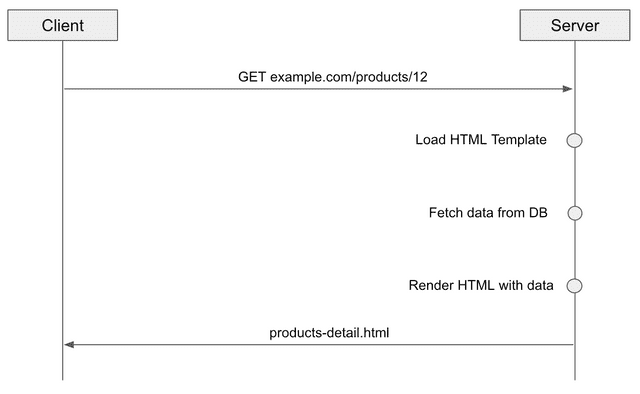 Client
Server
GET example.com/products/12
Load HTML Template
Fetch data from DB
Render HTML with data
products-detail.html